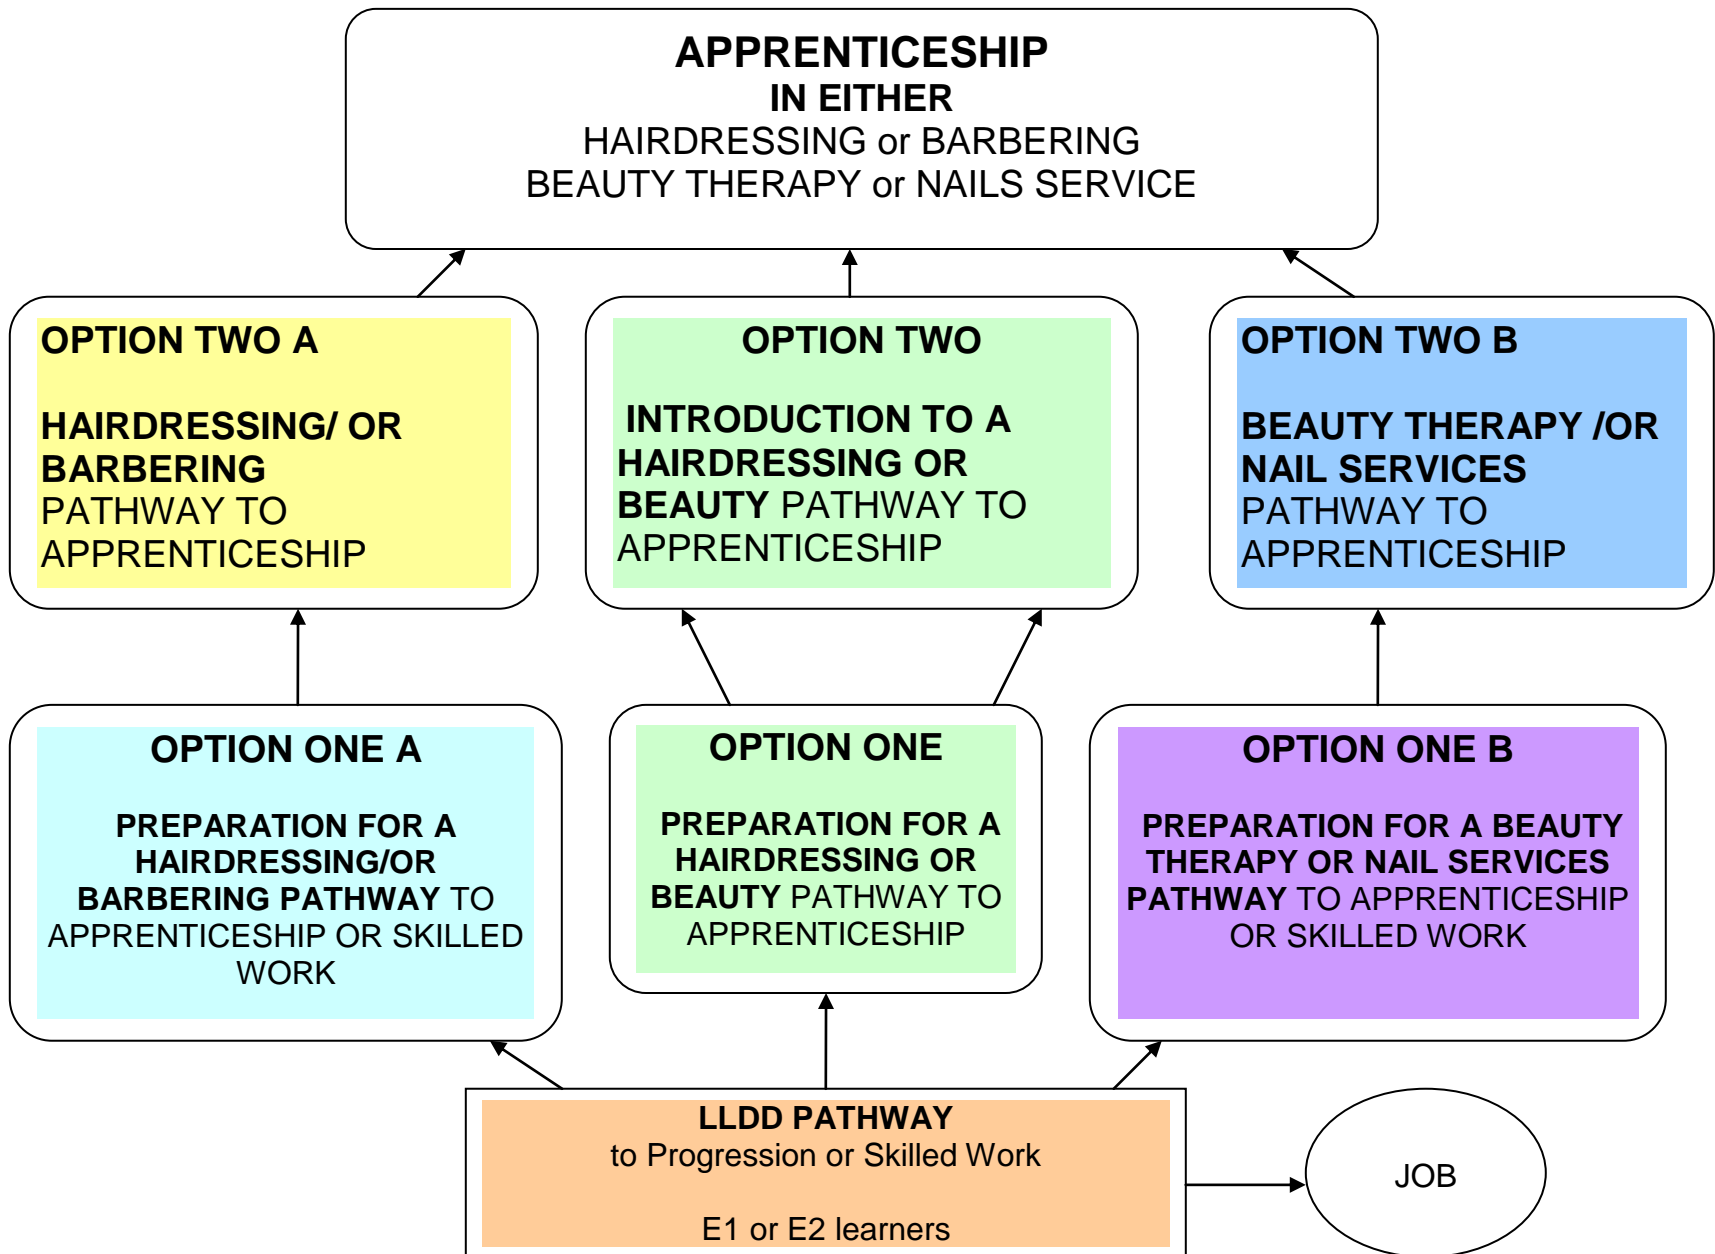 APPRENTICESHIP
IN EITHER
HAIRDRESSING or BARBERING
BEAUTY THERAPY or NAILS SERVICE
OPTION TWO A
HAIRDRESSING/ OR
BARBERING
PATHWAY TO
APPRENTICESHIP
OPTION TWO
INTRODUCTION TO A
HAIRDRESSING OR
BEAUTY PATHWAY TO
APPRENTICESHIP
OPTION TWO B
BEAUTY THERAPY /OR
NAIL SERVICES
PATHWAY TO
APPRENTICESHIP
OPTION ONE A
PREPARATION FOR A
HAIRDRESSING/OR
BARBERING PATHWAY TO
APPRENTICESHIP OR SKILLED
WORK
OPTION ONE
PREPARATION FOR A
HAIRDRESSING OR
BEAUTY PATHWAY TO
APPRENTICESHIP
OPTION ONE B
PREPARATION FOR A BEAUTY
THERAPY OR NAIL SERVICES
PATHWAY TO APPRENTICESHIP
OR SKILLED WORK
LLDD PATHWAY
to Progression or Skilled Work
E1 or E2 learners
JOB